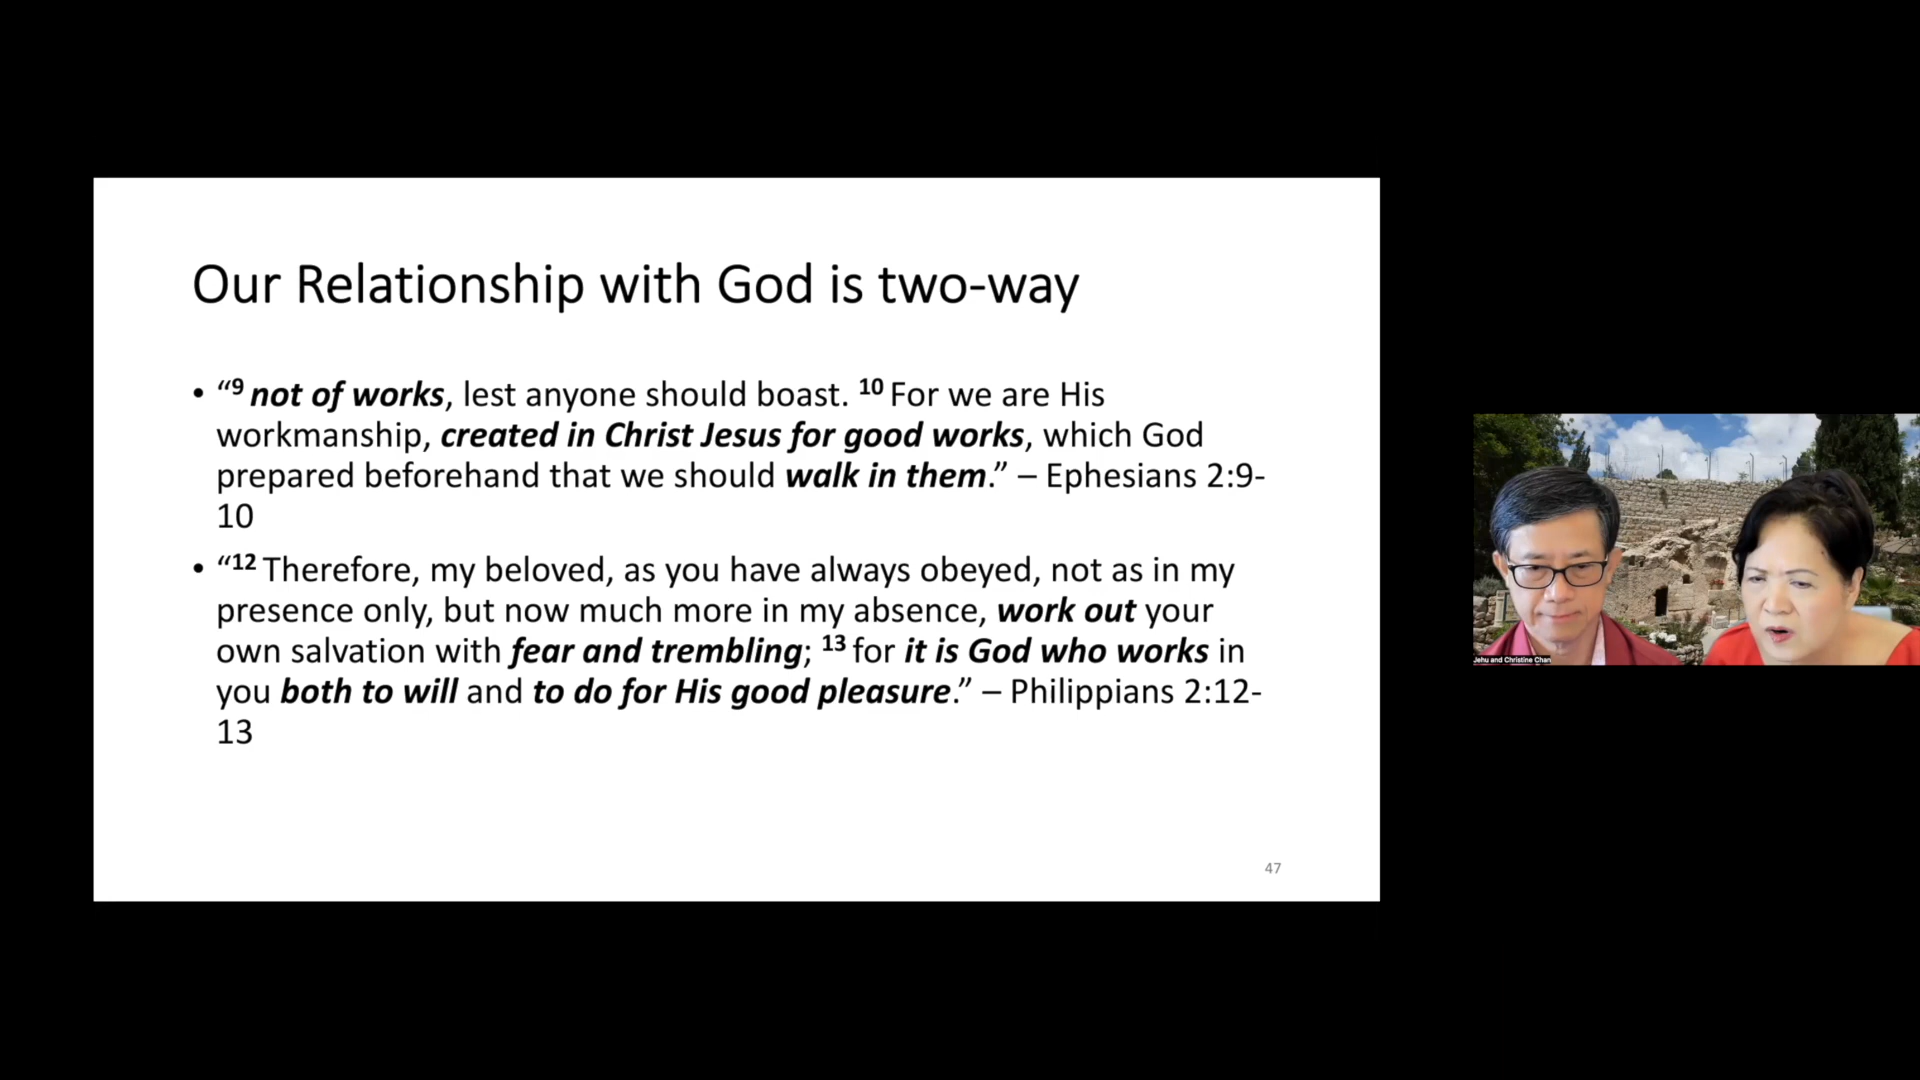 Our Relationship with God is two-way
• “9 not of works, lest anyone should boast. 10 For we are His
workmanship, created in Christ Jesus for good works, which God
prepared beforehand that we should walk in them.” – Ephesians 2:9-
10
• “12 Therefore, my beloved, as you have always obeyed, not as in my
presence only, but now much more in my absence, work out your
own salvation with fear and trembling; 13 for it is God who works in
you both to will and to do for His good pleasure.” – Philippians 2:12-
13
47
Jehu and Christine Chan